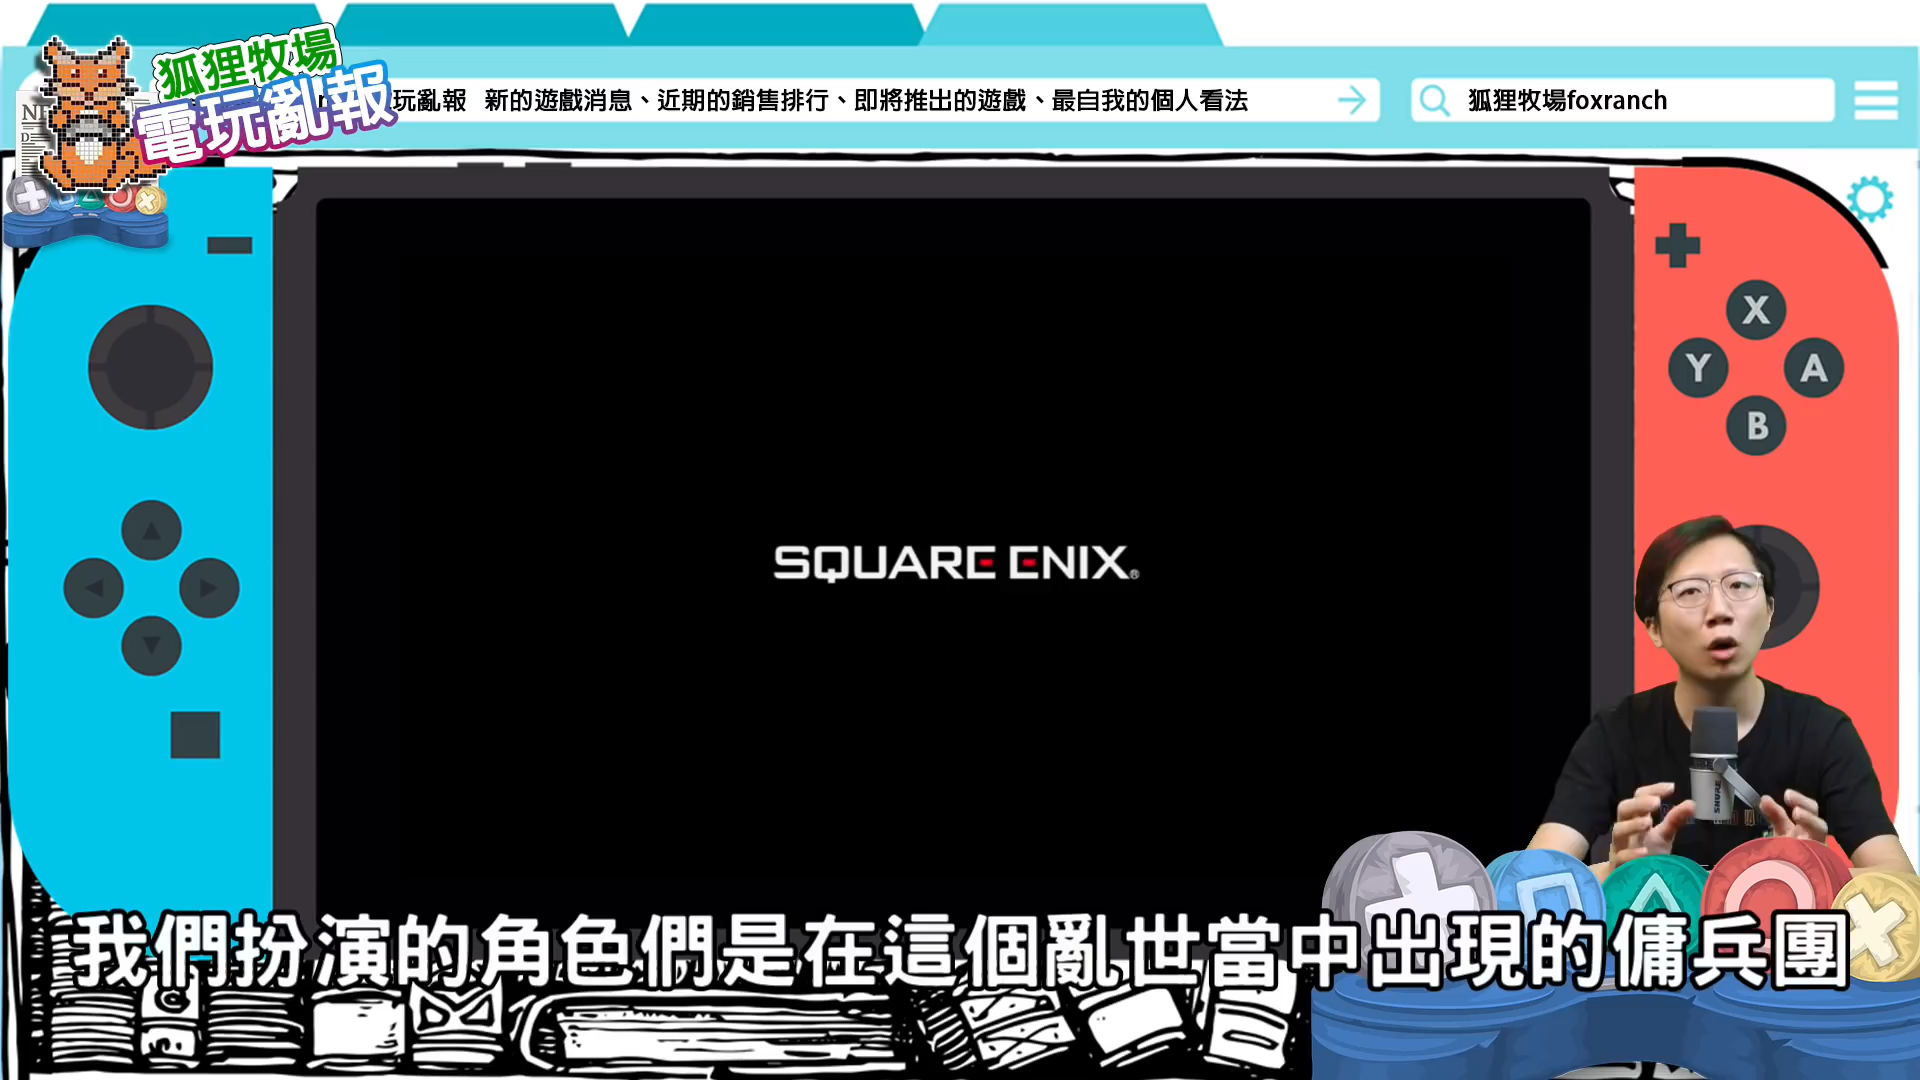 狐狸牧場
電玩亂報
玩亂報 新的遊戲消息、近期的銷售排行、即將推出的遊戲、最自我的個人看法
狐狸牧場foxranch
X
Y
A
B
SQUARE ENIX®
SHURE
我們扮演的角色們是在這個亂世當中出現的傭兵團